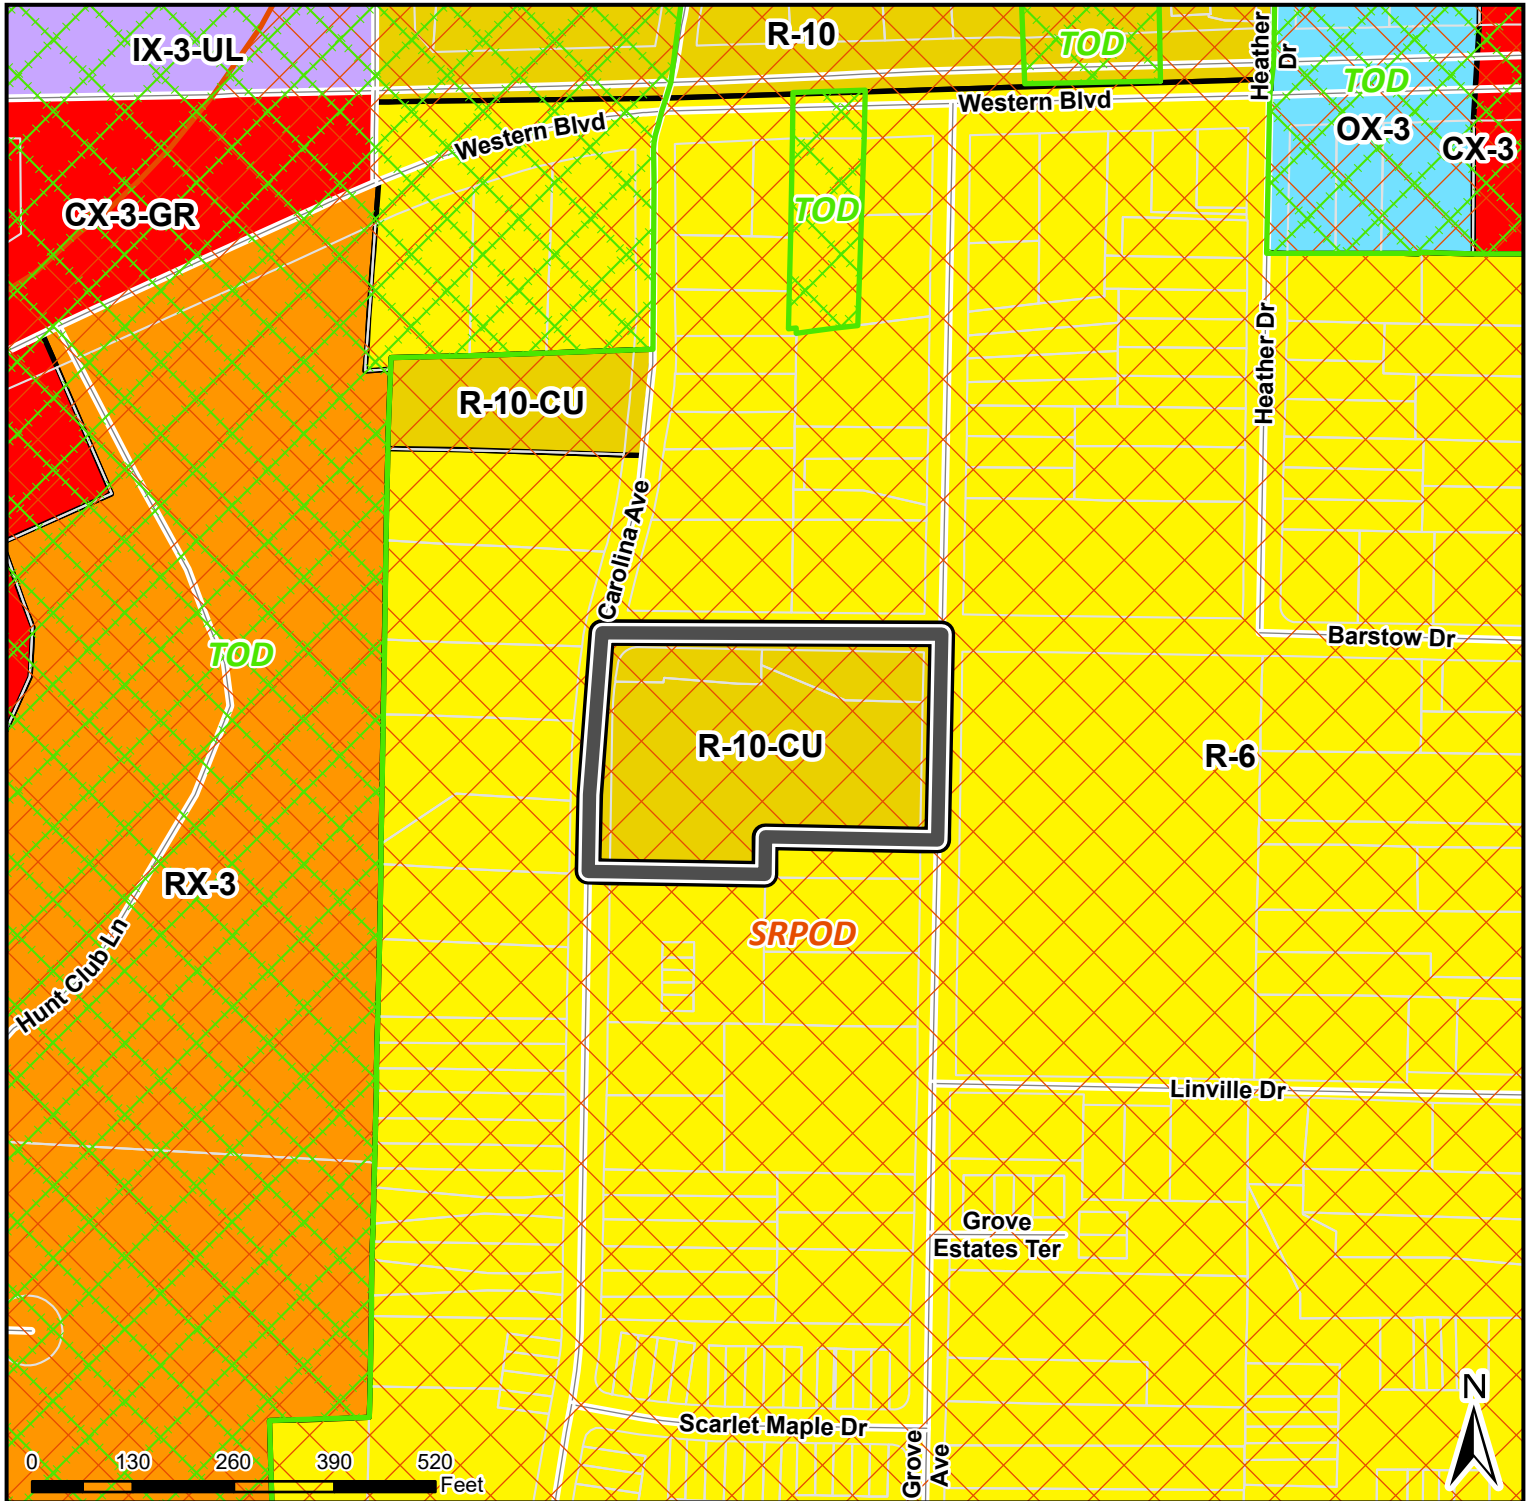 IX-3-UL
R-10
TOD
Heather
Dr
TOD
Western Blvd
Western Blvd
OX-3
CX-3
CX-3-GR
TOD
Heather Dr
R-10-CU
Carolina Ave
Barstow Dr
TOD
R-10-CU
R-6
RX-3
SRPOD
Hunt Club Ln
Linville Dr
Grove
Estates Ter
Scarlet Maple Dr
Grove
Ave
N
0 130 260 390 520
Feet